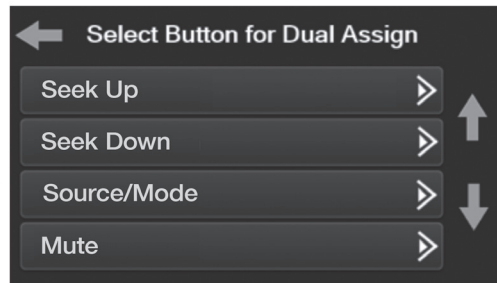 Select Button for Dual Assign
Seek Up
Seek Down
Source/Mode
Mute